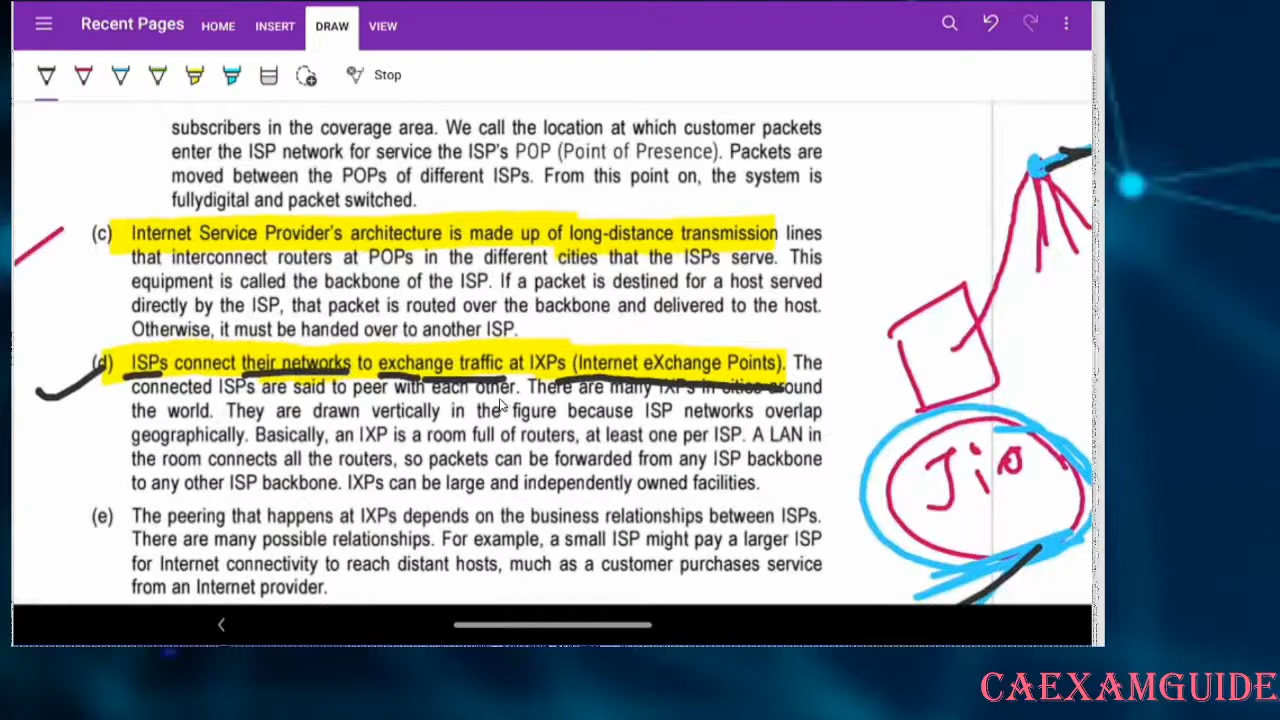 Recent Pages HOME INSERT DRAW VIEW
Stop
subscribers in the coverage area. We call the location at which customer packets
enter the ISP network for service the ISP's POP (Point of Presence). Packets are
moved between the POPs of different ISPs. From this point on, the system is
fullydigital and packet switched.
(c) Internet Service Provider's architecture is made up of long-distance transmission lines
that interconnect routers at POPs in the different cities that the ISPs serve. This
equipment is called the backbone of the ISP. If a packet is destined for a host served
directly by the ISP, that packet is routed over the backbone and delivered to the host.
Otherwise, it must be handed over to another ISP.
(d) ISPs connect their networks to exchange traffic at IXPs (Internet eXchange Points). The
connected ISPs are said to peer with each other. There are many IXPs in cities around
the world. They are drawn vertically in the figure because ISP networks overlap
geographically. Basically, an IXP is a room full of routers, at least one per ISP. A LAN in
the room connects all the routers, so packets can be forwarded from any ISP backbone
to any other ISP backbone. IXPs can be large and independently owned facilities.
Jio
(e) The peering that happens at IXPs depends on the business relationships between ISPs.
There are many possible relationships. For example, a small ISP might pay a larger ISP
for Internet connectivity to reach distant hosts, much as a customer purchases service
from an Internet provider.
CAEXAMGUIDE